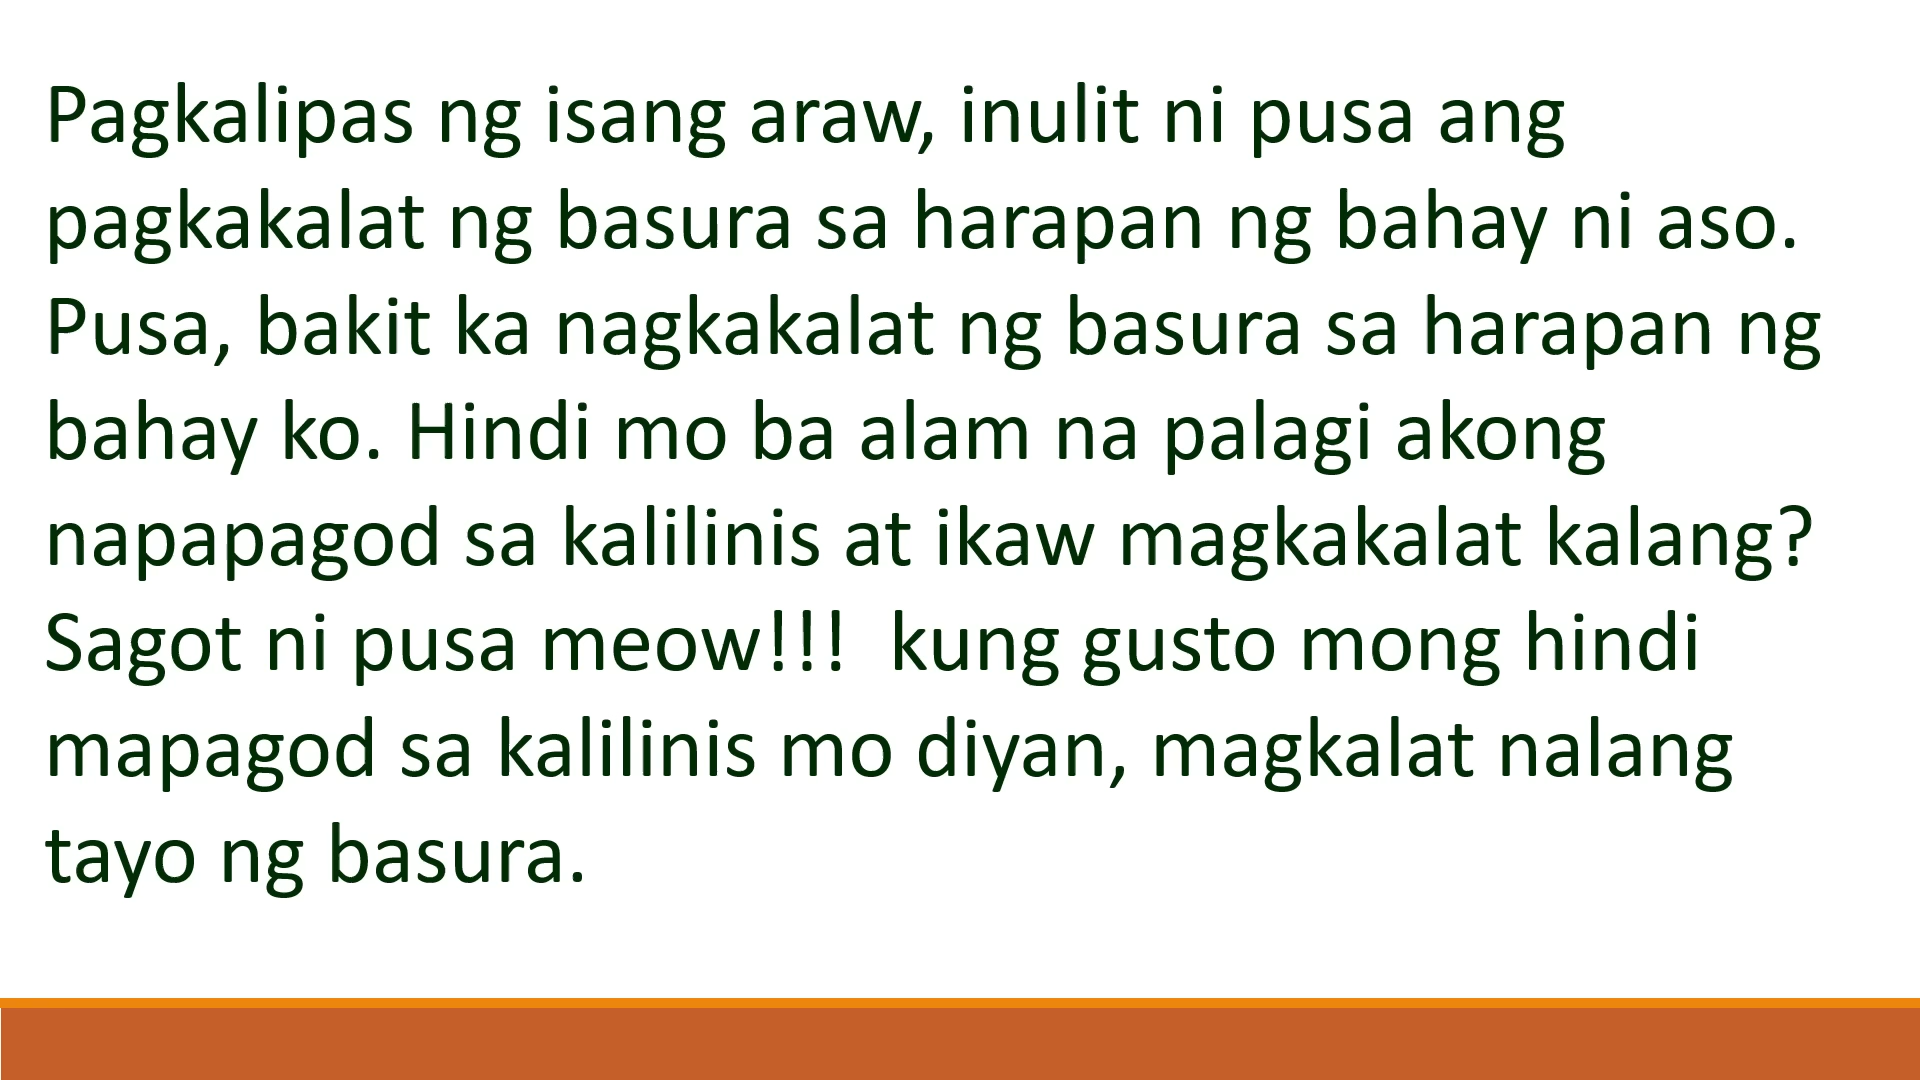 Pagkalipas ng isang araw, inulit ni pusa ang
pagkakalat ng basura sa harapan ng bahay ni aso.
Pusa, bakit ka nagkakalat ng basura sa harapan ng
bahay ko. Hindi mo ba alam na palagi akong
napapagod sa kalilinis at ikaw magkakalat kalang?
Sagot ni pusa meow!!!  kung gusto mong hindi
mapagod sa kalilinis mo diyan, magkalat nalang
tayo ng basura.